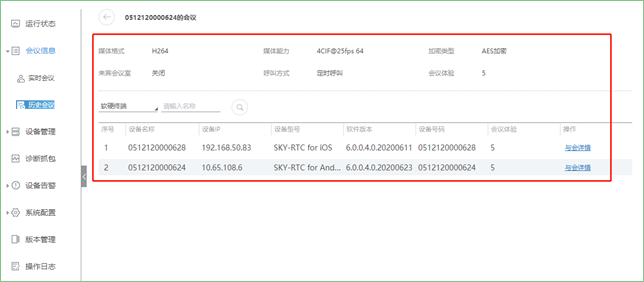 0512120000624的会议
运行状态
会议信息
实时会议
历史会议
设备管理
诊断抓包
设备告警
系统配置
版本管理
操作日志
媒体格式 H264 媒体能力 4CIF@25fps 64 加密类型 AES加密
来宾会议室 关闭 呼叫方式 定时呼叫 会议体验 5
软硬终端 请输入名称
序号 设备名称 设备IP 设备型号 软件版本 设备号码 会议体验 操作
1 0512120000628 192.168.50.83 SKY-RTC for iOS 6.0.0.4.0.20200611 0512120000628 5 与会详情
2 0512120000624 10.65.108.6 SKY-RTC for And... 6.0.0.4.0.20200623 0512120000624 5 与会详情